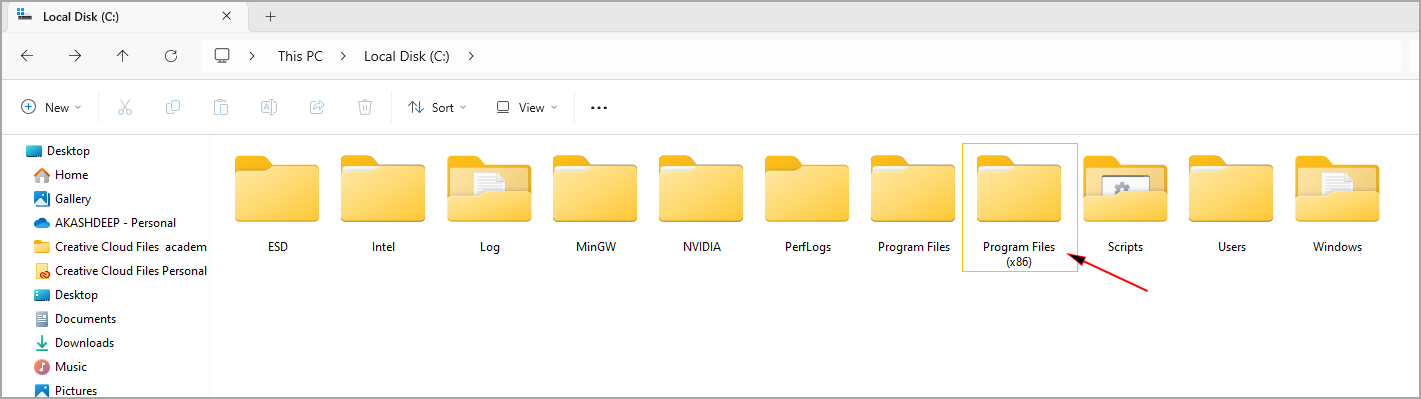 Local Disk (C:)
This PC
Local Disk (C:)
New
Sort
View
Desktop
Home
Gallery
AKASHDEEP - Personal
Creative Cloud Files  academ
Creative Cloud Files Personal
Desktop
Documents
Downloads
Music
Pictures
ESD
Intel
Log
MinGW
NVIDIA
PerfLogs
Program Files
Program Files
(x86)
Scripts
Users
Windows